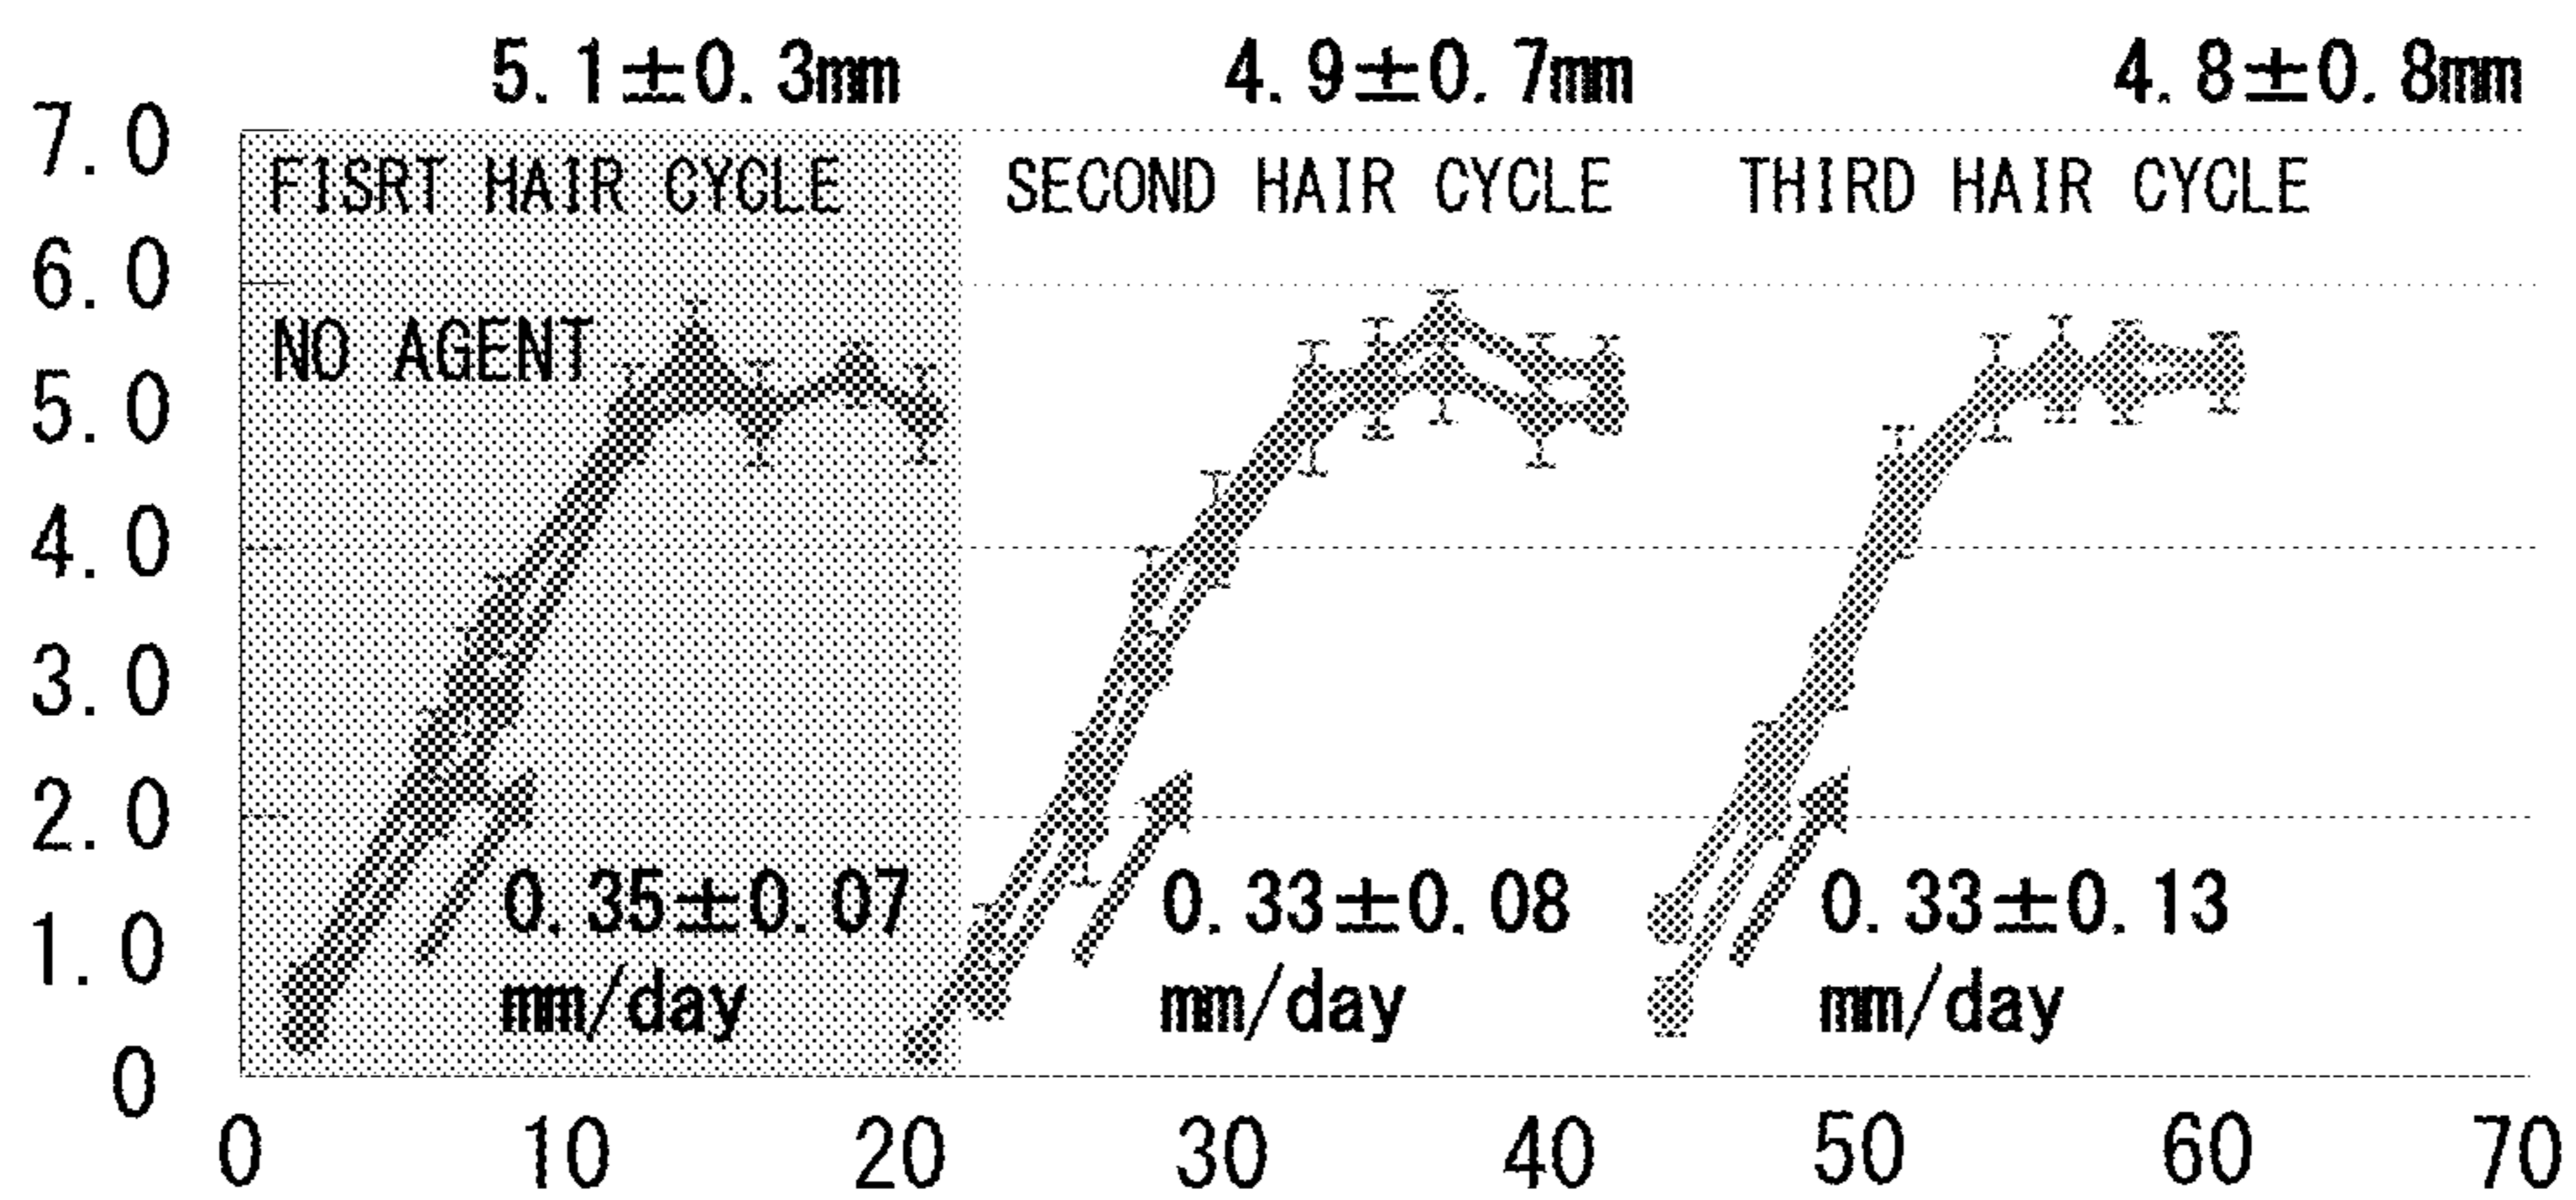 5.1±0.3mm 4.9±0.7mm 4.8±0.8mm
7.0
FISRT HAIR CYCLE SECOND HAIR CYCLE THIRD HAIR CYCLE
6.0
NO AGENT
5.0
4.0
3.0
2.0
0.35±0.07 0.33±0.08 0.33±0.13
1.0
mm/day mm/day mm/day
0
0 10 20 30 40 50 60 70